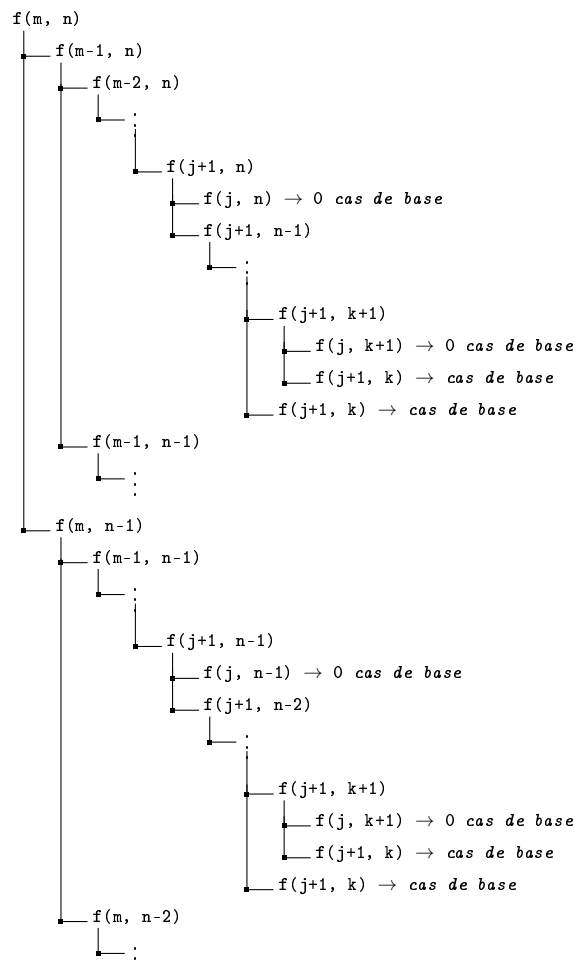 f(m, n)
f(m-1, n)
f(m-2, n)
⋮
f(j+1, n)
f(j, n) → 0 cas de base
f(j+1, n-1)
⋮
f(j+1, k+1)
f(j, k+1) → 0 cas de base
f(j+1, k) → cas de base
f(j+1, k) → cas de base
f(m-1, n-1)
⋮
f(m, n-1)
f(m-1, n-1)
⋮
f(j+1, n-1)
f(j, n-1) → 0 cas de base
f(j+1, n-2)
⋮
f(j+1, k+1)
f(j, k+1) → 0 cas de base
f(j+1, k) → cas de base
f(j+1, k) → cas de base
f(m, n-2)
⋮